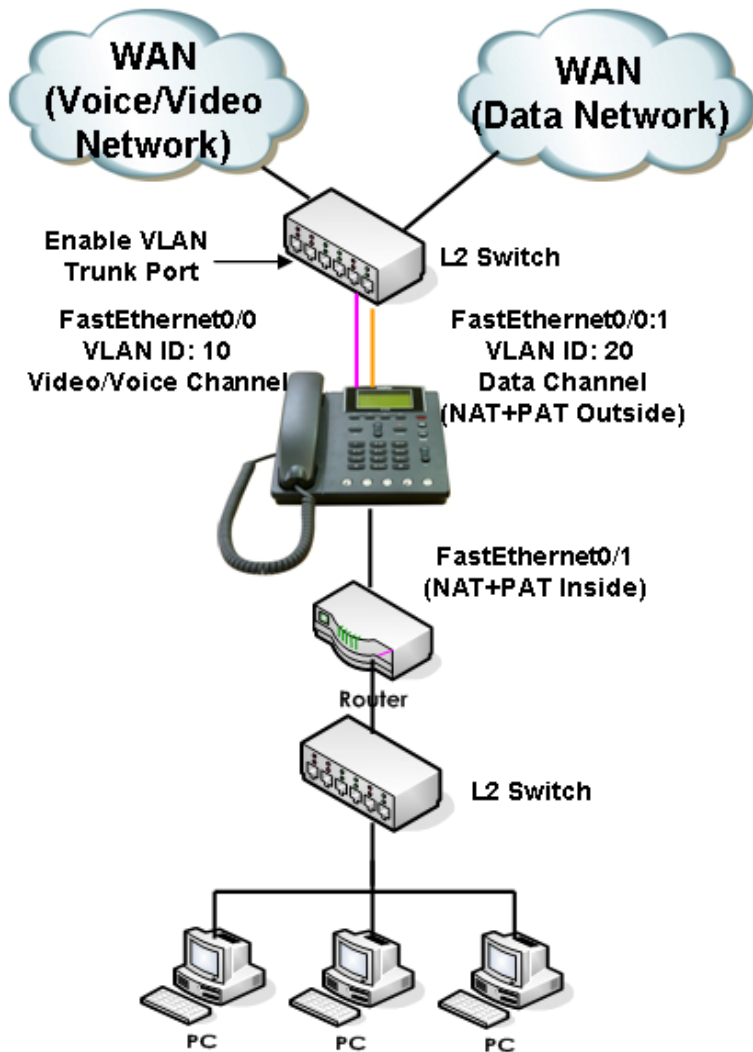 WAN
(Voice/Video
Network)
WAN
(Data Network)
Enable VLAN
Trunk Port
L2 Switch
FastEthernet0/0
VLAN ID: 10
Video/Voice Channel
FastEthernet0/0:1
VLAN ID: 20
Data Channel
(NAT+PAT Outside)
FastEthernet0/1
(NAT+PAT Inside)
Router
L2 Switch
PC
PC
PC